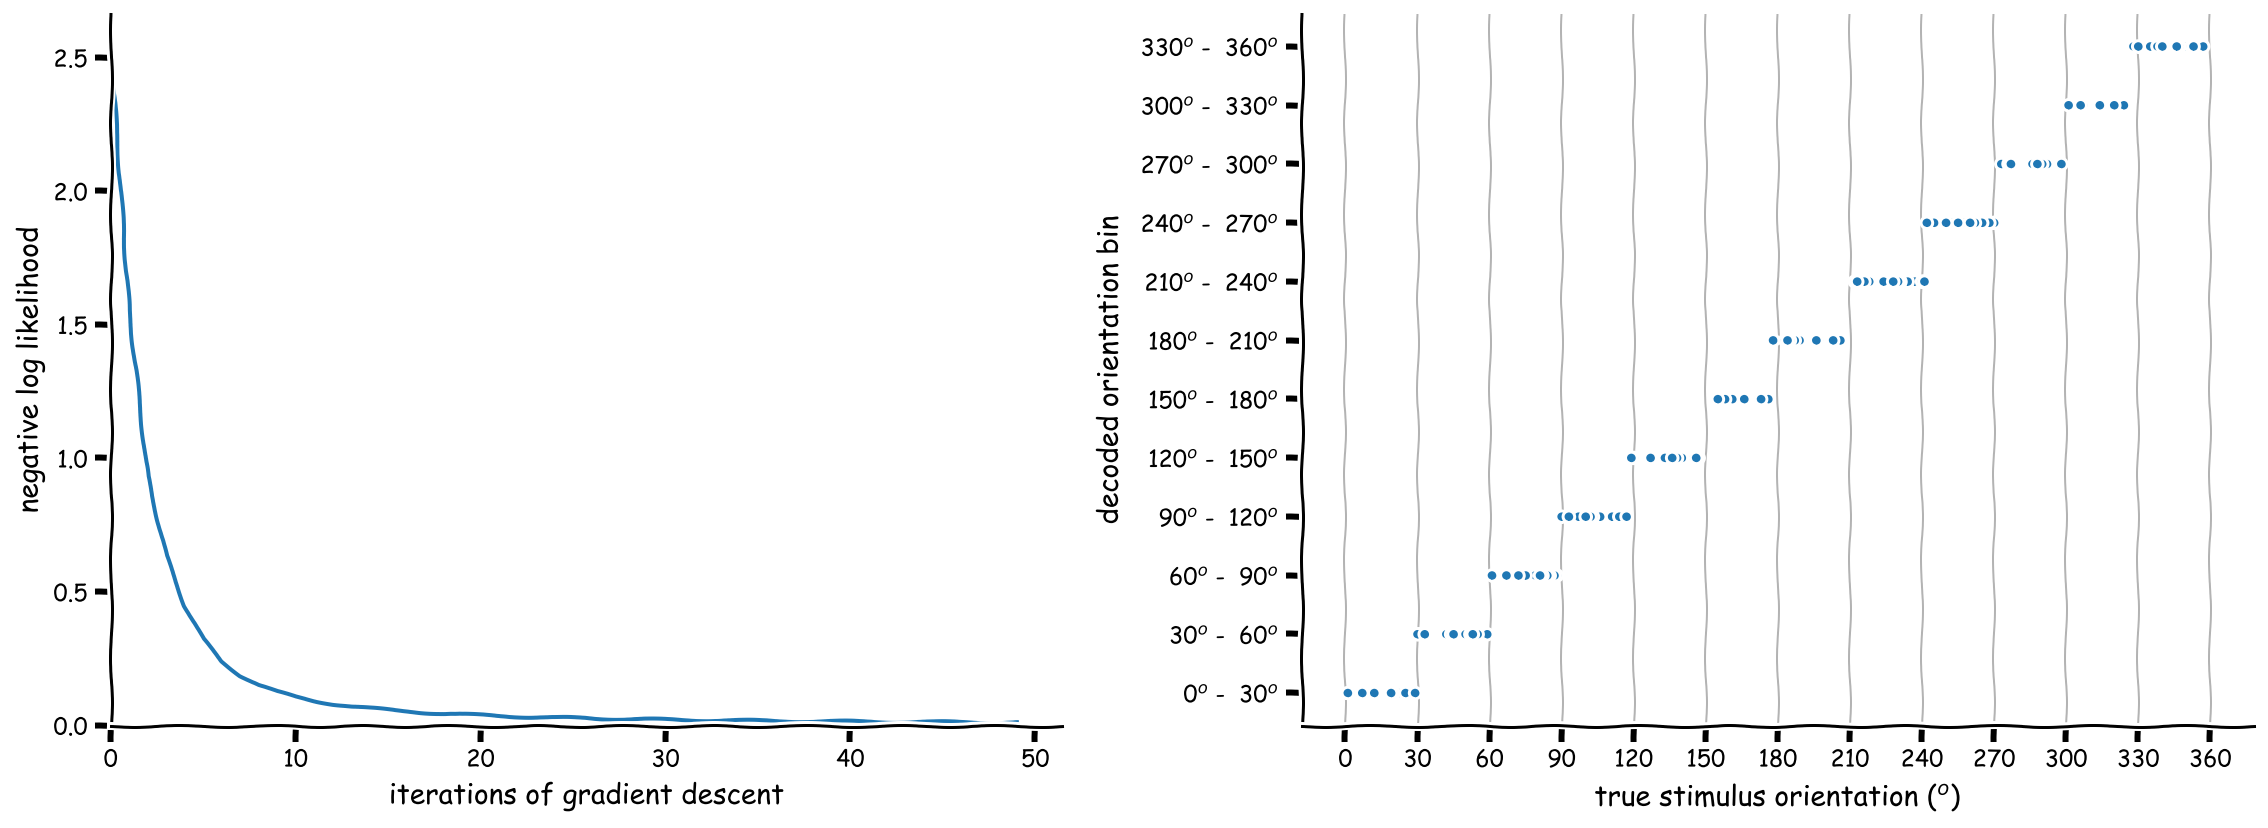 2.5
2.0
1.5
1.0
0.5
0.0
negative log likelihood
0 10 20 30 40 50
iterations of gradient descent
330° - 360°
300° - 330°
270° - 300°
240° - 270°
210° - 240°
180° - 210°
150° - 180°
120° - 150°
90° - 120°
60° - 90°
30° - 60°
0° - 30°
decoded orientation bin
0 30 60 90 120 150 180 210 240 270 300 330 360
true stimulus orientation (°)